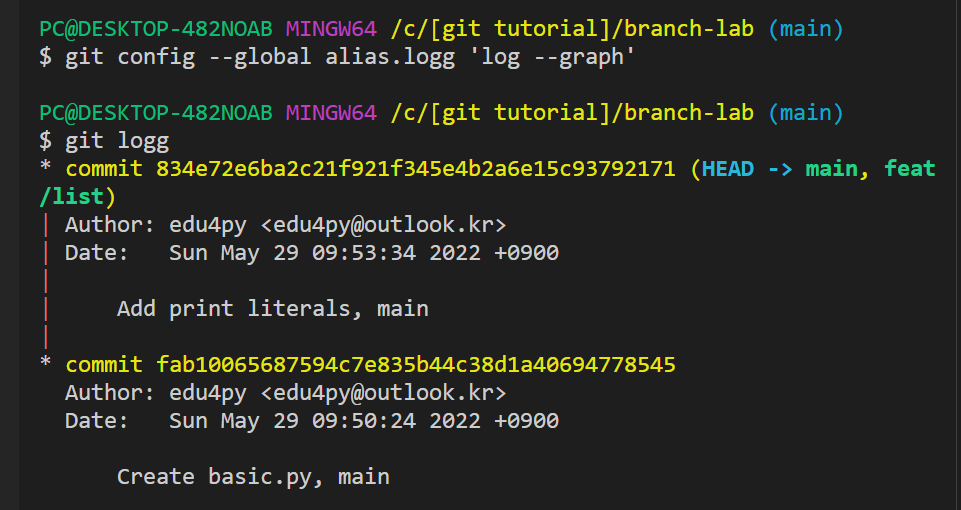 PC@DESKTOP-482NOAB MINGW64 /c/[git tutorial]/branch-lab (main)
$ git config --global alias.logg 'log --graph'
PC@DESKTOP-482NOAB MINGW64 /c/[git tutorial]/branch-lab (main)
$ git logg
* commit 834e72e6ba2c21f921f345e4b2a6e15c93792171 (HEAD -> main, feat
/list)
| Author: edu4py <edu4py@outlook.kr>
| Date:   Sun May 29 09:53:34 2022 +0900
|
|     Add print literals, main
|
* commit fab10065687594c7e835b44c38d1a40694778545
  Author: edu4py <edu4py@outlook.kr>
  Date:   Sun May 29 09:50:24 2022 +0900
      Create basic.py, main